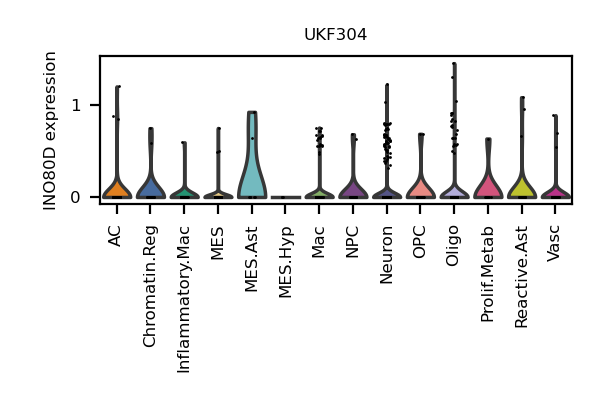 UKF304
INO80D expression
1
0
AC
Chromatin.Reg
Inflammatory.Mac
MES
MES.Ast
MES.Hyp
Mac
NPC
Neuron
OPC
Oligo
Prolif.Metab
Reactive.Ast
Vasc